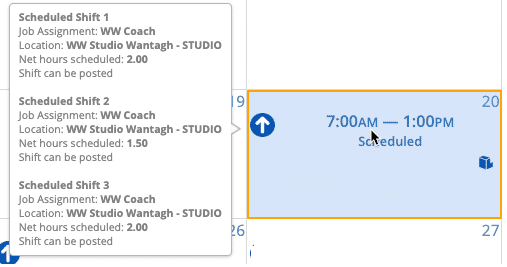 Scheduled Shift 1
Job Assignment: WW Coach
Location: WW Studio Wantagh - STUDIO
Net hours scheduled: 2.00
Shift can be posted
Scheduled Shift 2
Job Assignment: WW Coach
Location: WW Studio Wantagh - STUDIO
Net hours scheduled: 1.50
Shift can be posted
Scheduled Shift 3
Job Assignment: WW Coach
Location: WW Studio Wantagh - STUDIO
Net hours scheduled: 2.00
Shift can be posted
19
20
7:00AM — 1:00PM
Scheduled
26
27